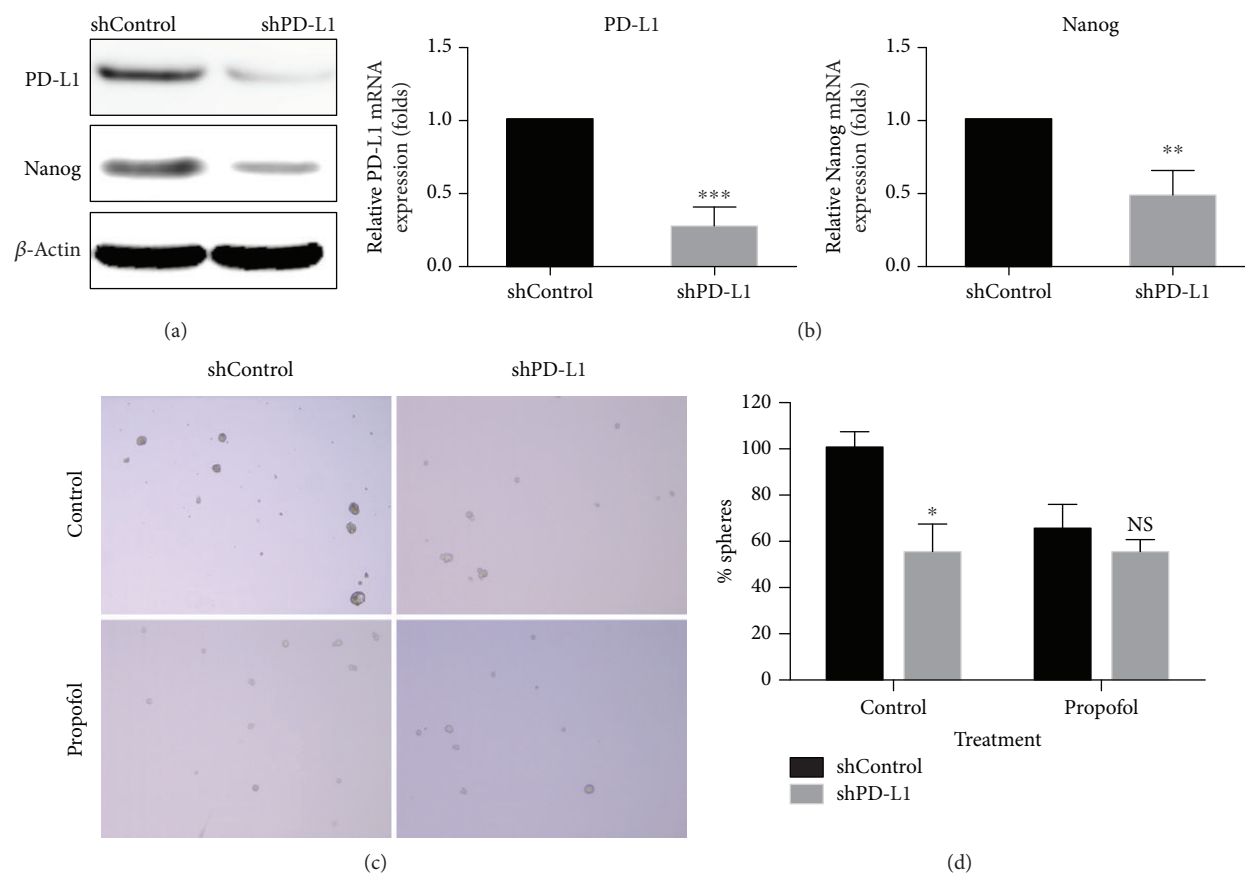 shControl shPD-L1
PD-L1
Nanog
β-Actin
(a)
PD-L1
Relative PD-L1 mRNA
expression (folds)
1.5
1.0
0.5
0.0
***
shControl shPD-L1
Nanog
Relative Nanog mRNA
expression (folds)
1.5
1.0
0.5
0.0
**
shControl shPD-L1
(b)
shControl shPD-L1
Control
Propofol
(c)
% spheres
120
100
80
60
40
20
0
*
NS
Control Propofol
Treatment
shControl
shPD-L1
(d)